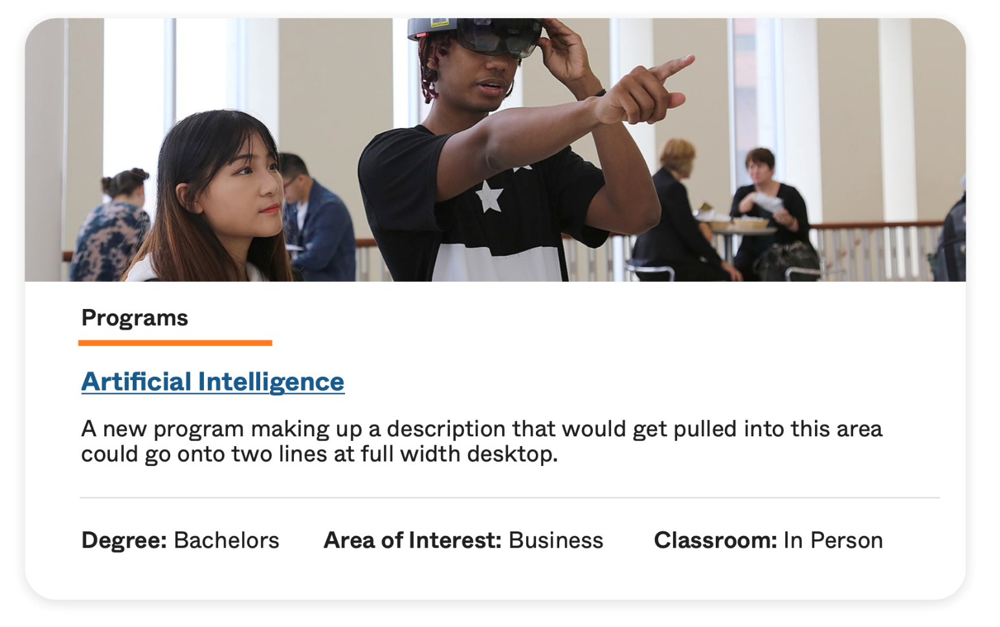 Programs
Artificial Intelligence
A new program making up a description that would get pulled into this area
could go onto two lines at full width desktop.
Degree: Bachelors Area of Interest: Business Classroom: In Person